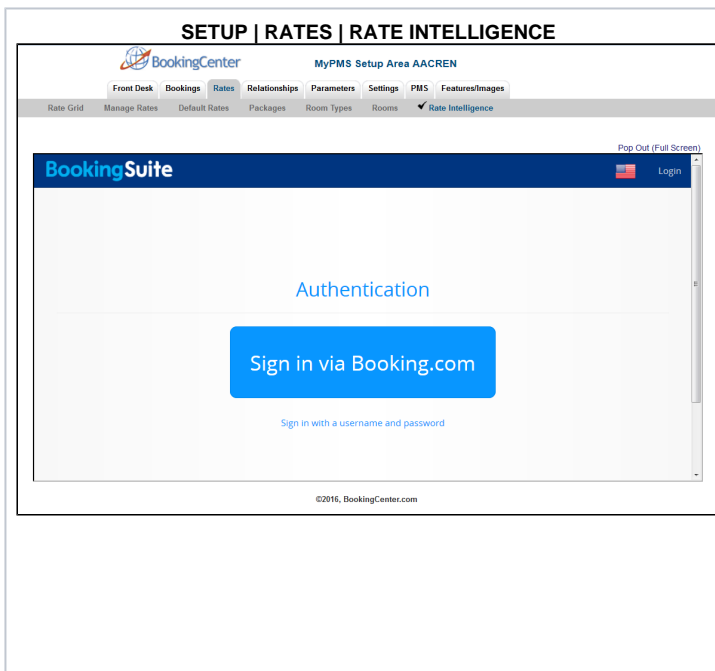 SETUP | RATES | RATE INTELLIGENCE
BookingCenter
MyPMS Setup Area AACREN
Front Desk Bookings Rates Relationships Parameters Settings PMS Features/Images
Rate Grid Manage Rates Default Rates Packages Room Types Rooms Rate Intelligence
Pop Out (Full Screen)
BookingSuite Login
Authentication
Sign in via Booking.com
Sign in with a username and password
©2016, BookingCenter.com